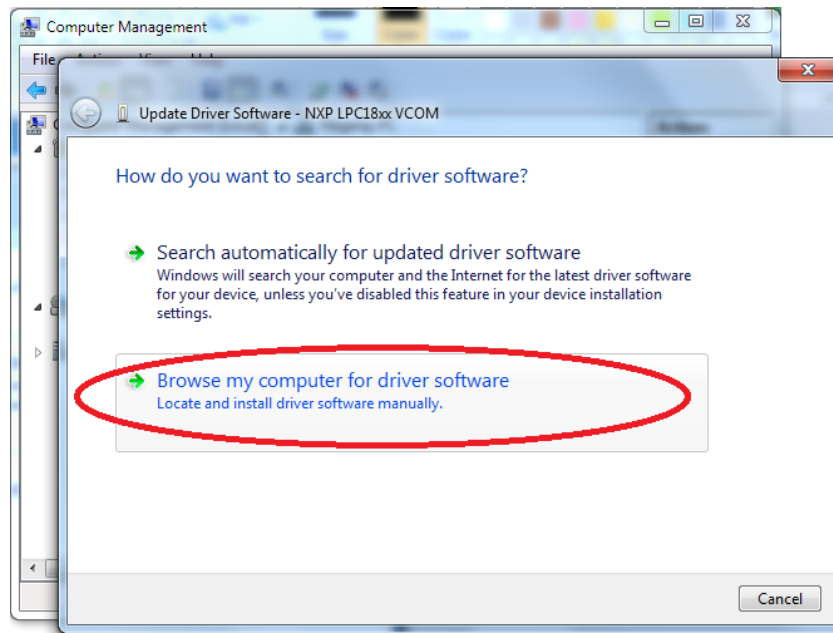 Computer Management
File
Update Driver Software - NXP LPC18xx VCOM
How do you want to search for driver software?
Search automatically for updated driver software
Windows will search your computer and the Internet for the latest driver software
for your device, unless you've disabled this feature in your device installation
settings.
Browse my computer for driver software
Locate and install driver software manually.
Cancel